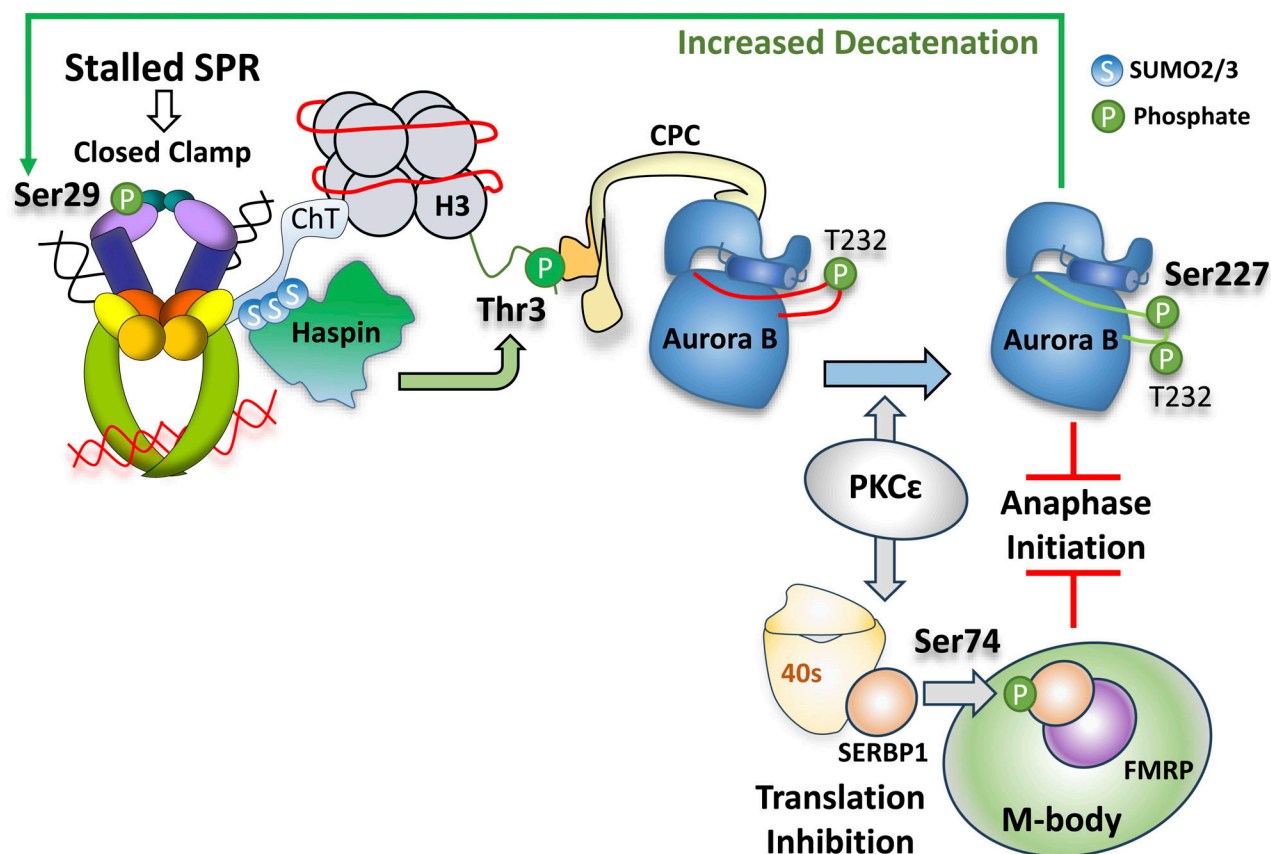 Increased Decatenation
S SUMO2/3
P Phosphate
Stalled SPR
Closed Clamp
Ser29 P
ChT
H3
SSS
Haspin
P
Thr3
CPC
T232
P
Aurora B
Ser227
P
Aurora B
P
T232
PKCε
Anaphase
Initiation
40s
Ser74
P
SERBP1
FMRP
Translation
Inhibition
M-body